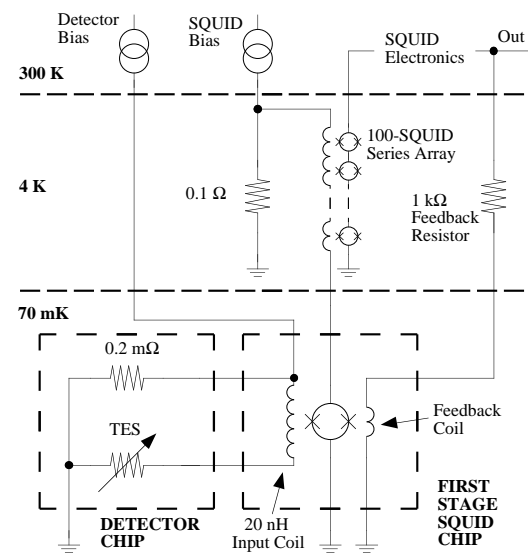 Detector
Bias
SQUID
Bias
SQUID
Electronics
Out
300 K
100-SQUID
Series Array
4 K
0.1 Ω
1 kΩ
Feedback
Resistor
70 mK
0.2 mΩ
TES
Feedback
Coil
DETECTOR
CHIP
20 nH
Input Coil
FIRST
STAGE
SQUID
CHIP